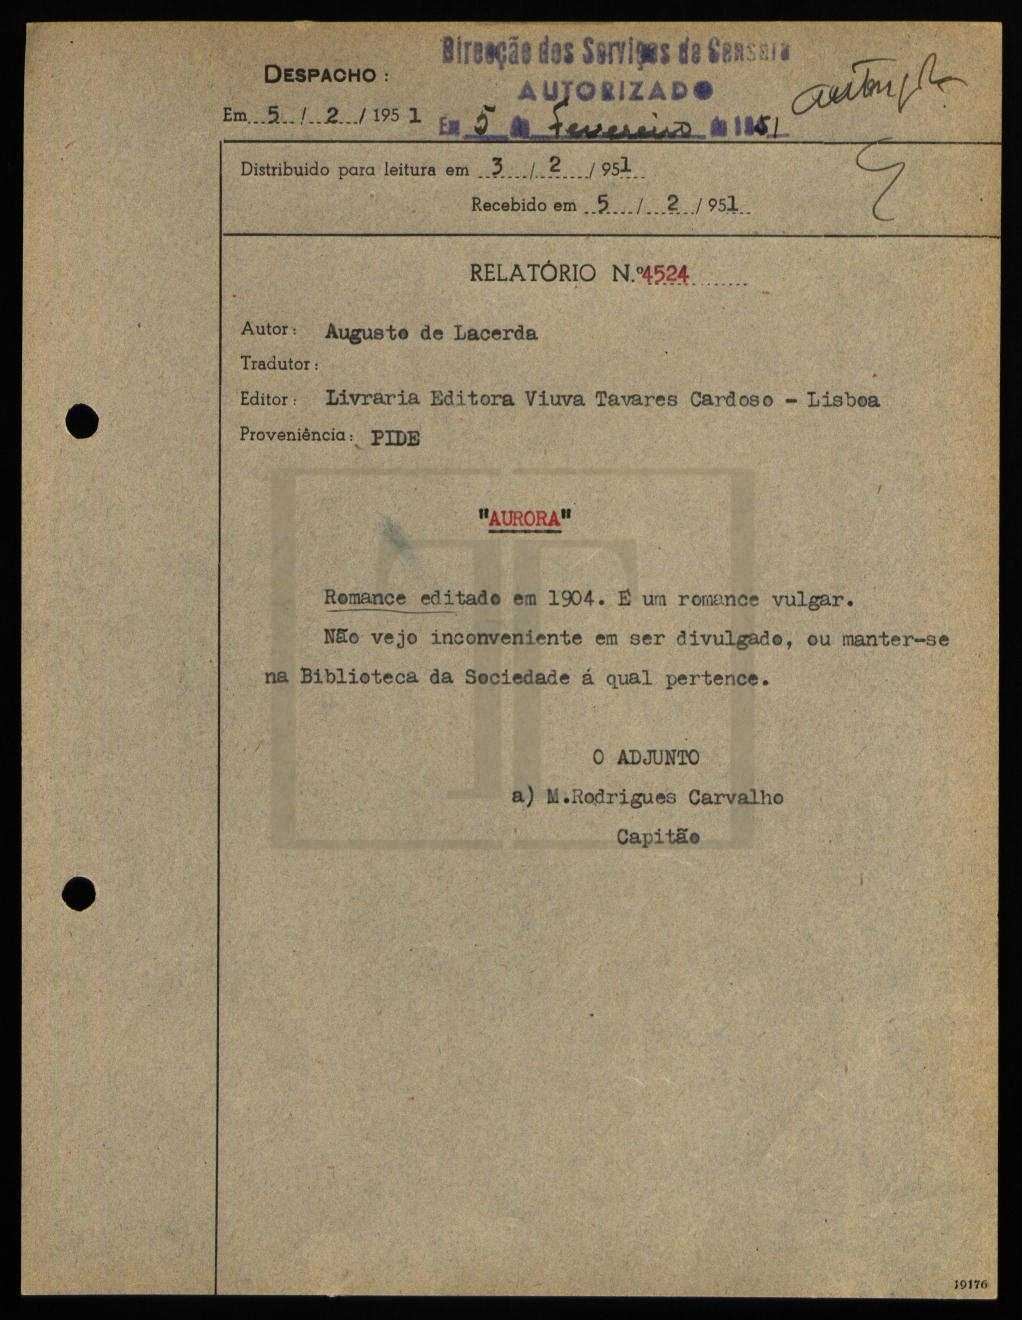 Direcção dos Serviços de Censura
DESPACHO:
AUTORIZADO
Em 5 / 2 / 1951
Em 5 de Fevereiro de 1951
Distribuido para leitura em 3 / 2 / 951
Recebido em 5 / 2 / 951
RELATÓRIO N.º 4524
Autor: Augusto de Lacerda
Tradutor:
Editor: Livraria Editora Viuva Tavares Cardoso - Lisboa
Proveniência: PIDE
"AURORA"
Romance editado em 1904. E um romance vulgar.
Não vejo inconveniente em ser divulgado, ou manter-se
na Biblioteca da Sociedade á qual pertence.
O ADJUNTO
a) M.Rodrigues Carvalho
Capitão
19176